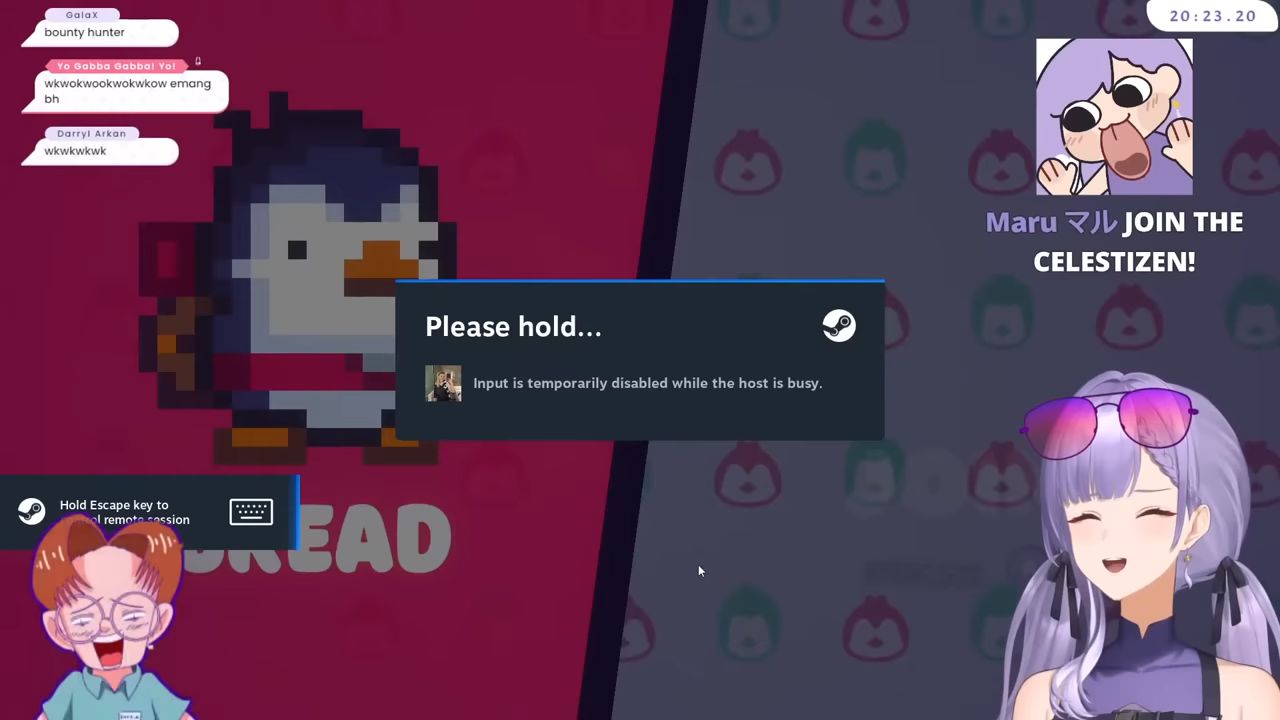 GalaX
bounty hunter
Yo Gabba Gabba! Yo!
wkwokwookwokwkow emang
bh
Darryl Arkan
wkwkwkwk
20:23.20
Maru マル JOIN THE
CELESTIZEN!
Please hold...
Input is temporarily disabled while the host is busy.
Hold Escape key to
remote session
READ